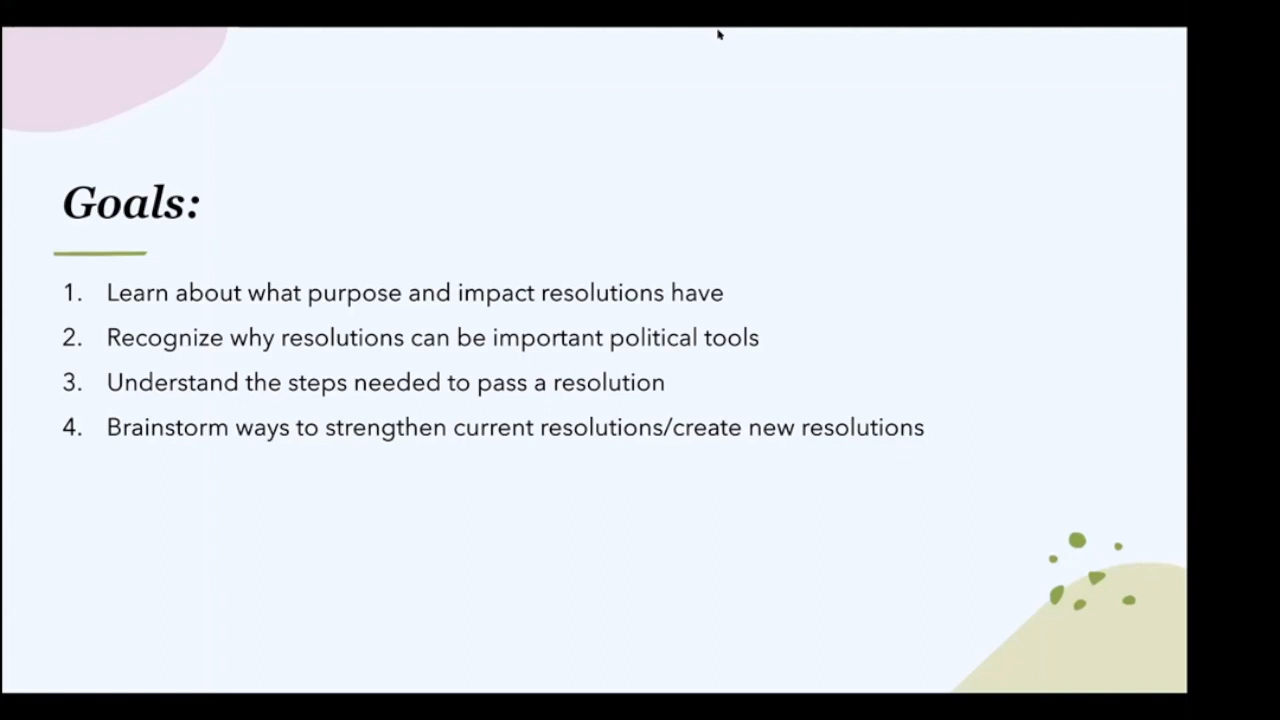 Goals:
1. Learn about what purpose and impact resolutions have
2. Recognize why resolutions can be important political tools
3. Understand the steps needed to pass a resolution
4. Brainstorm ways to strengthen current resolutions/create new resolutions